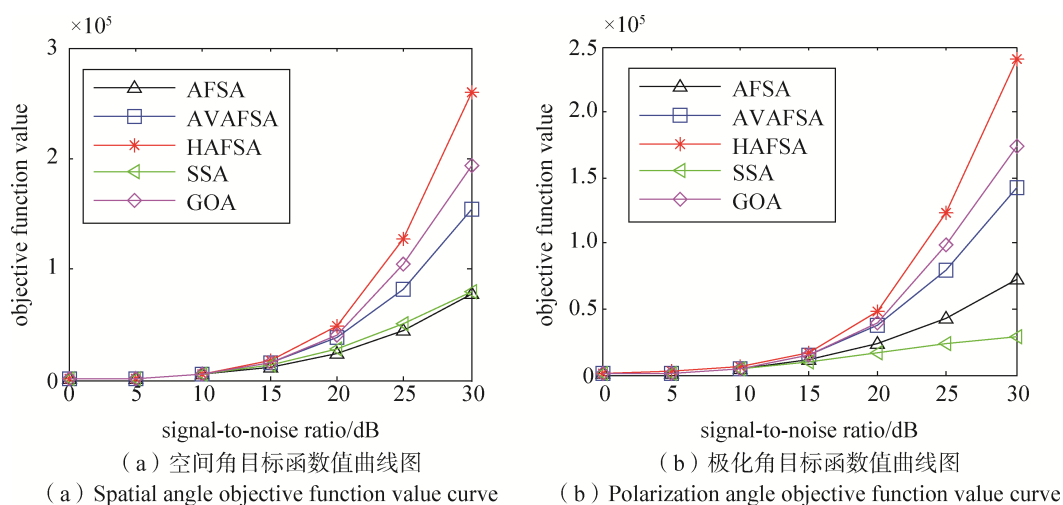 ×10⁵
3
2
1
0
objective function value
AFSA
AVAFSA
HAFSA
SSA
GOA
0 5 10 15 20 25 30
signal-to-noise ratio/dB
（a）空间角目标函数值曲线图
（a）Spatial angle objective function value curve
×10⁵
2.5
2.0
1.5
1.0
0.5
0
objective function value
AFSA
AVAFSA
HAFSA
SSA
GOA
0 5 10 15 20 25 30
signal-to-noise ratio/dB
（b）极化角目标函数值曲线图
（b）Polarization angle objective function value curve